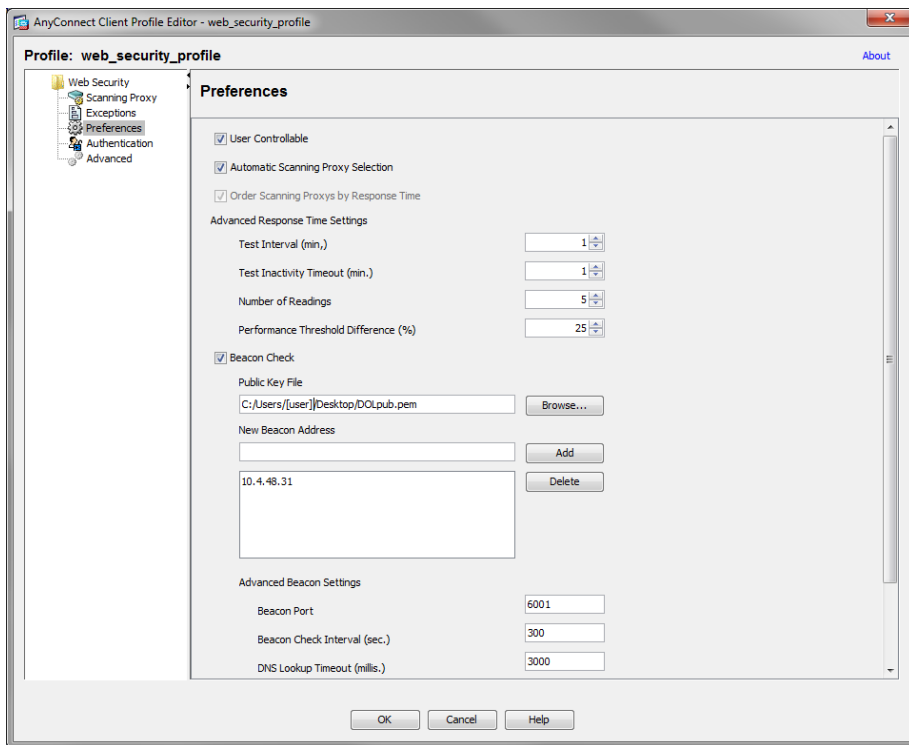 AnyConnect Client Profile Editor - web_security_profile
Profile: web_security_profile
About
Web Security
Scanning Proxy
Exceptions
Preferences
Authentication
Advanced
Preferences
User Controllable
Automatic Scanning Proxy Selection
Order Scanning Proxys by Response Time
Advanced Response Time Settings
Test Interval (min,) 1
Test Inactivity Timeout (min.) 1
Number of Readings 5
Performance Threshold Difference (%) 25
Beacon Check
Public Key File
C:/Users/[user]/Desktop/DOLpub.pem Browse...
New Beacon Address
Add
10.4.48.31 Delete
Advanced Beacon Settings
Beacon Port 6001
Beacon Check Interval (sec.) 300
DNS Lookup Timeout (millis.) 3000
OK Cancel Help